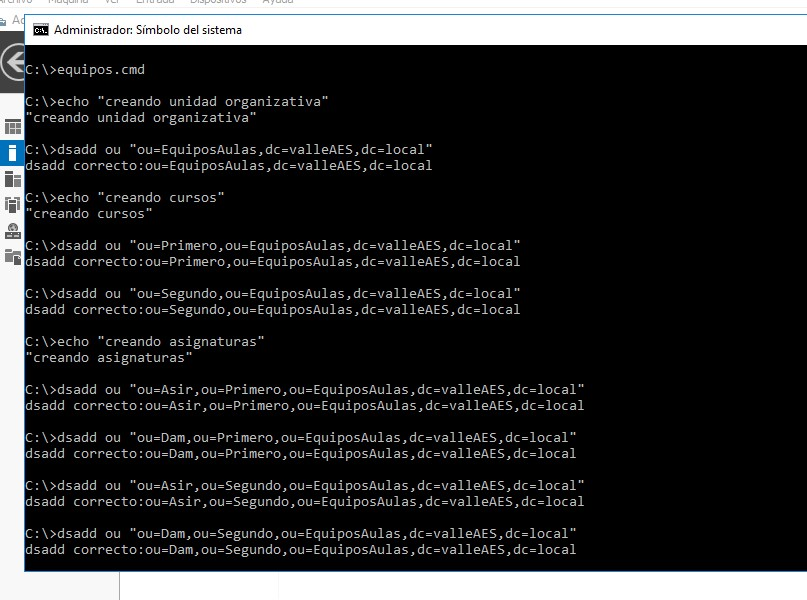 Archivo Máquina Ver Entrada Dispositivos Ayuda
Administrador: Símbolo del sistema
C:\>equipos.cmd
C:\>echo "creando unidad organizativa"
"creando unidad organizativa"
C:\>dsadd ou "ou=EquiposAulas,dc=valleAES,dc=local"
dsadd correcto:ou=EquiposAulas,dc=valleAES,dc=local
C:\>echo "creando cursos"
"creando cursos"
C:\>dsadd ou "ou=Primero,ou=EquiposAulas,dc=valleAES,dc=local"
dsadd correcto:ou=Primero,ou=EquiposAulas,dc=valleAES,dc=local
C:\>dsadd ou "ou=Segundo,ou=EquiposAulas,dc=valleAES,dc=local"
dsadd correcto:ou=Segundo,ou=EquiposAulas,dc=valleAES,dc=local
C:\>echo "creando asignaturas"
"creando asignaturas"
C:\>dsadd ou "ou=Asir,ou=Primero,ou=EquiposAulas,dc=valleAES,dc=local"
dsadd correcto:ou=Asir,ou=Primero,ou=EquiposAulas,dc=valleAES,dc=local
C:\>dsadd ou "ou=Dam,ou=Primero,ou=EquiposAulas,dc=valleAES,dc=local"
dsadd correcto:ou=Dam,ou=Primero,ou=EquiposAulas,dc=valleAES,dc=local
C:\>dsadd ou "ou=Asir,ou=Segundo,ou=EquiposAulas,dc=valleAES,dc=local"
dsadd correcto:ou=Asir,ou=Segundo,ou=EquiposAulas,dc=valleAES,dc=local
C:\>dsadd ou "ou=Dam,ou=Segundo,ou=EquiposAulas,dc=valleAES,dc=local"
dsadd correcto:ou=Dam,ou=Segundo,ou=EquiposAulas,dc=valleAES,dc=local